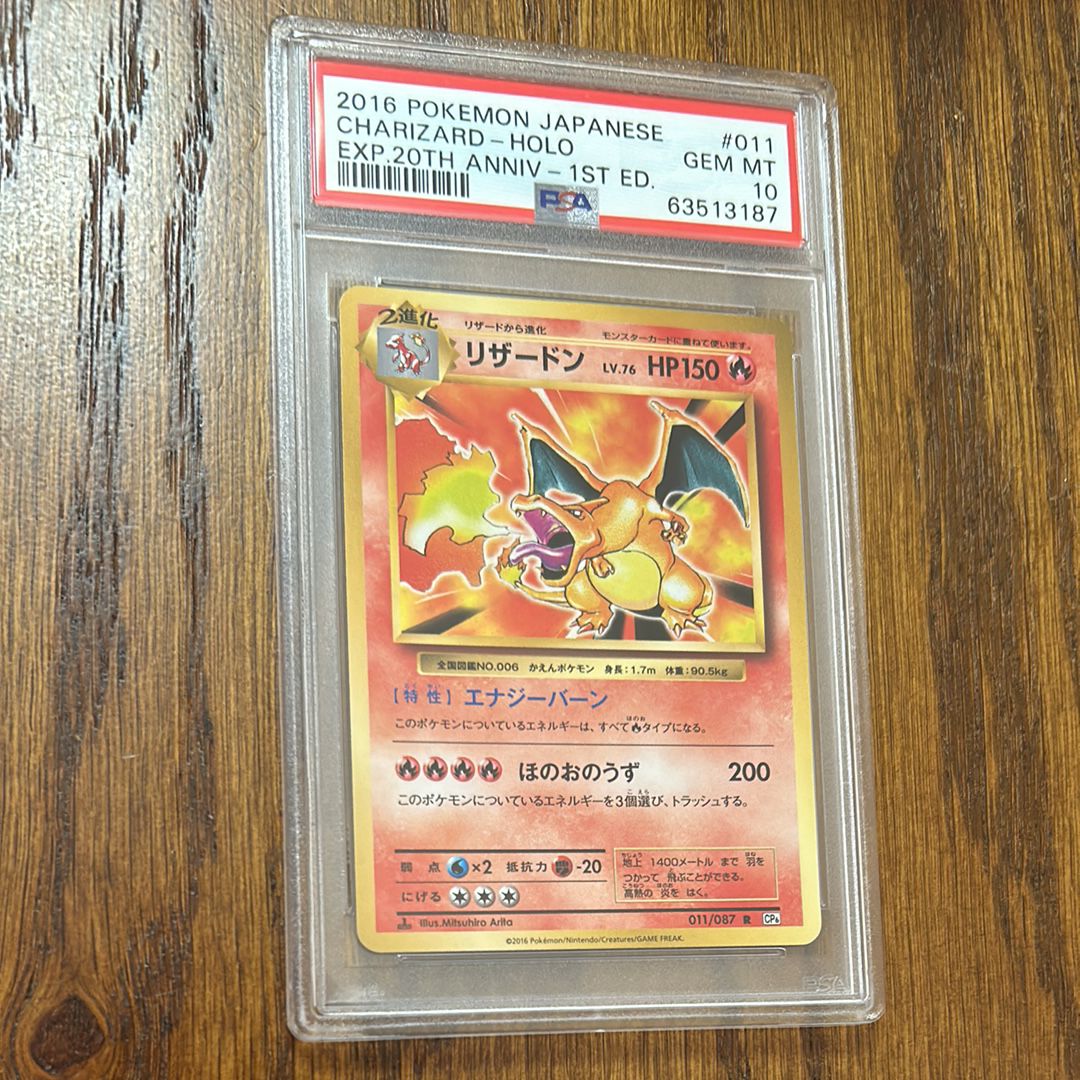 2016 POKEMON JAPANESE #011
CHARIZARD - HOLO GEM MT
EXP.20TH ANNIV - 1ST ED. 10
PSA 63513187
2進化
リザードから進化 モンスターカードに重ねて使います。
リザードン LV.76 HP150
全国図鑑NO.006 かえんポケモン 身長:1.7m 体重:90.5kg
[特性] エナジーバーン
このポケモンについているエネルギーは、すべてタイプになる。
ほのおのうず 200
このポケモンについているエネルギーを3個選び、トラッシュする。
弱点 ×2 抵抗力 -20
にげる
地上 1400メートル まで 羽を
つかって 飛ぶことができる。
高熱の 炎を はく。
1 Illus.Mitsuhiro Arita 011/087 R CP6
©2016 Pokémon/Nintendo/Creatures/GAME FREAK.
PSA